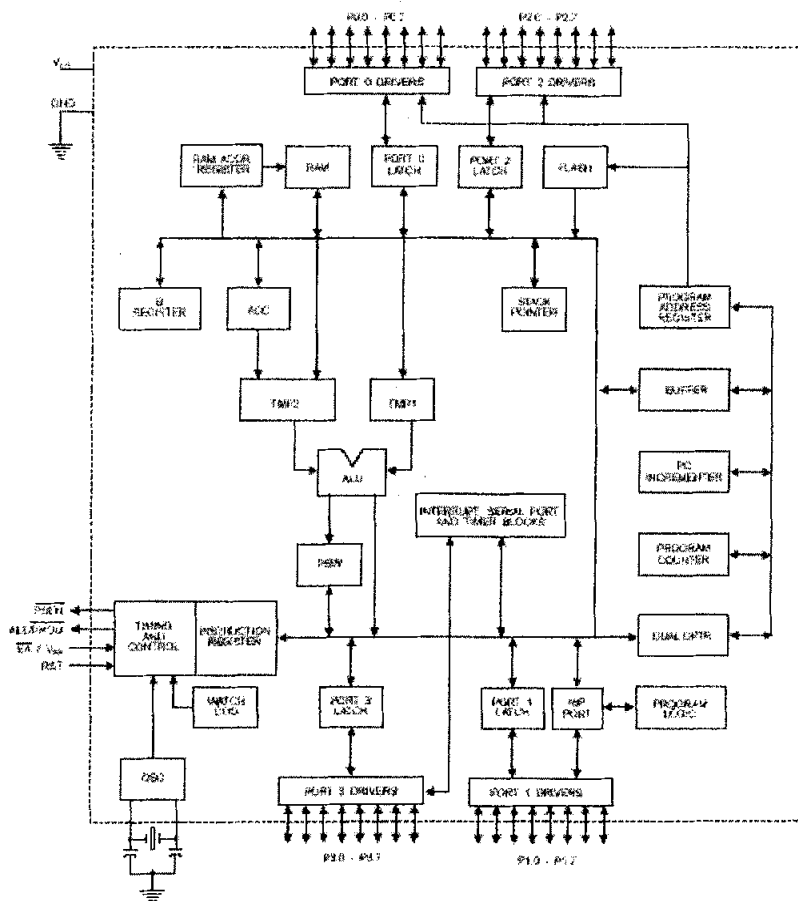 P0.0 - P0.7
P2.0 - P2.7
VCC
GND
PORT 0 DRIVERS
PORT 2 DRIVERS
RAM ADDR.
REGISTER
RAM
PORT 0
LATCH
PORT 2
LATCH
FLASH
B
REGISTER
ACC
STACK
POINTER
PROGRAM
ADDRESS
REGISTER
TMP2
TMP1
BUFFER
ALU
PC
INCREMENTER
INTERRUPT, SERIAL PORT
AND TIMER BLOCKS
PSW
PROGRAM
COUNTER
PSEN
ALE/PROG
EA / VPP
RST
TIMING
AND
CONTROL
INSTRUCTION
REGISTER
DUAL DPTR
WATCH
DOG
PORT 3
LATCH
PORT 1
LATCH
PORT
PROGRAM
LOGIC
OSC
PORT 3 DRIVERS
PORT 1 DRIVERS
P3.0 - P3.7
P1.0 - P1.7